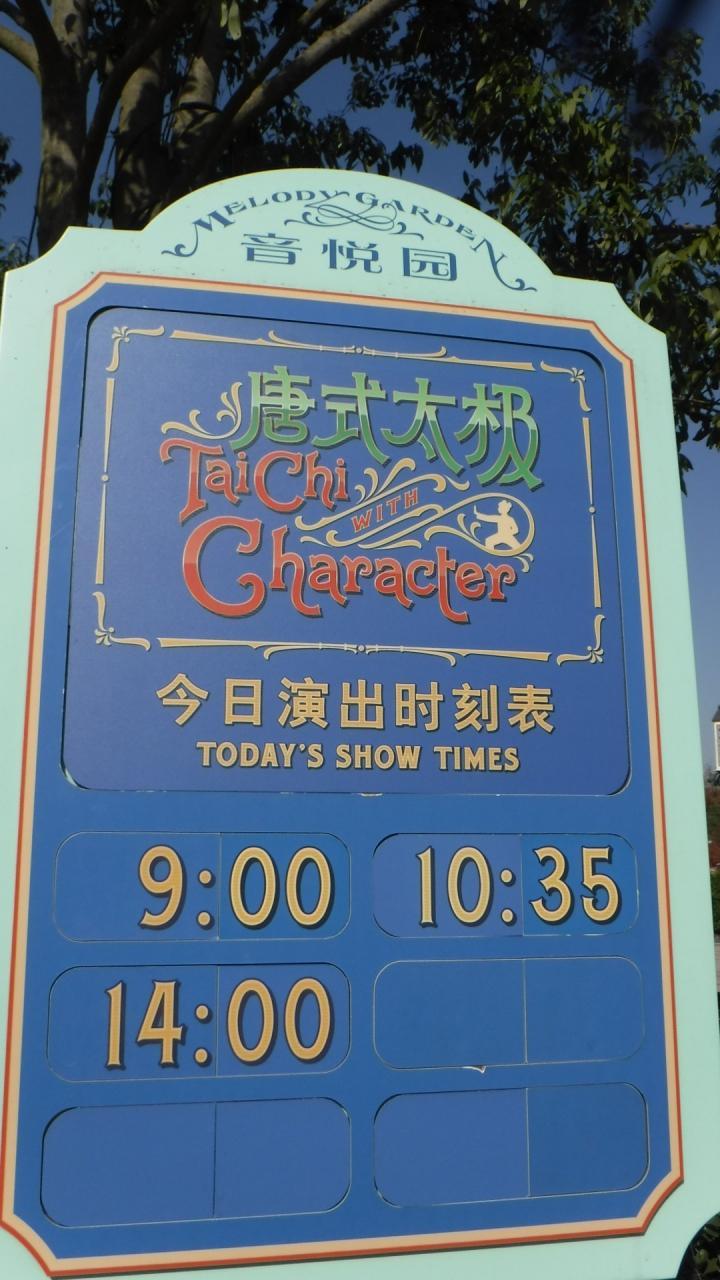 MELODY GARDEN
音悦园
唐式太极
Tai Chi
WITH
Character
今日演出时刻表
TODAY'S SHOW TIMES
9:00 10:35
14:00